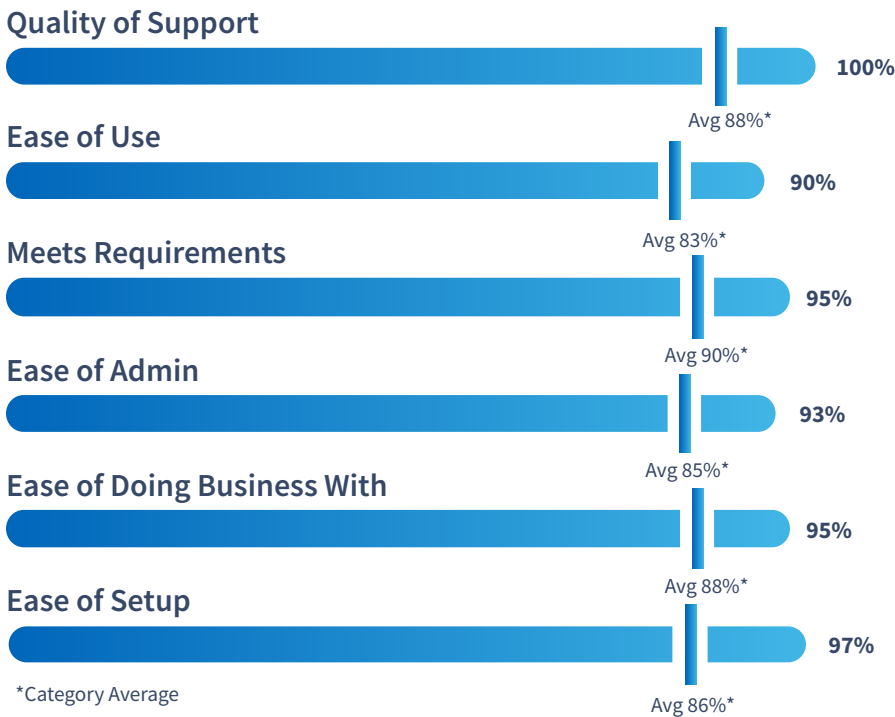 Quality of Support
100%
Avg 88%*
Ease of Use
90%
Avg 83%*
Meets Requirements
95%
Avg 90%*
Ease of Admin
93%
Avg 85%*
Ease of Doing Business With
95%
Avg 88%*
Ease of Setup
97%
*Category Average
Avg 86%*